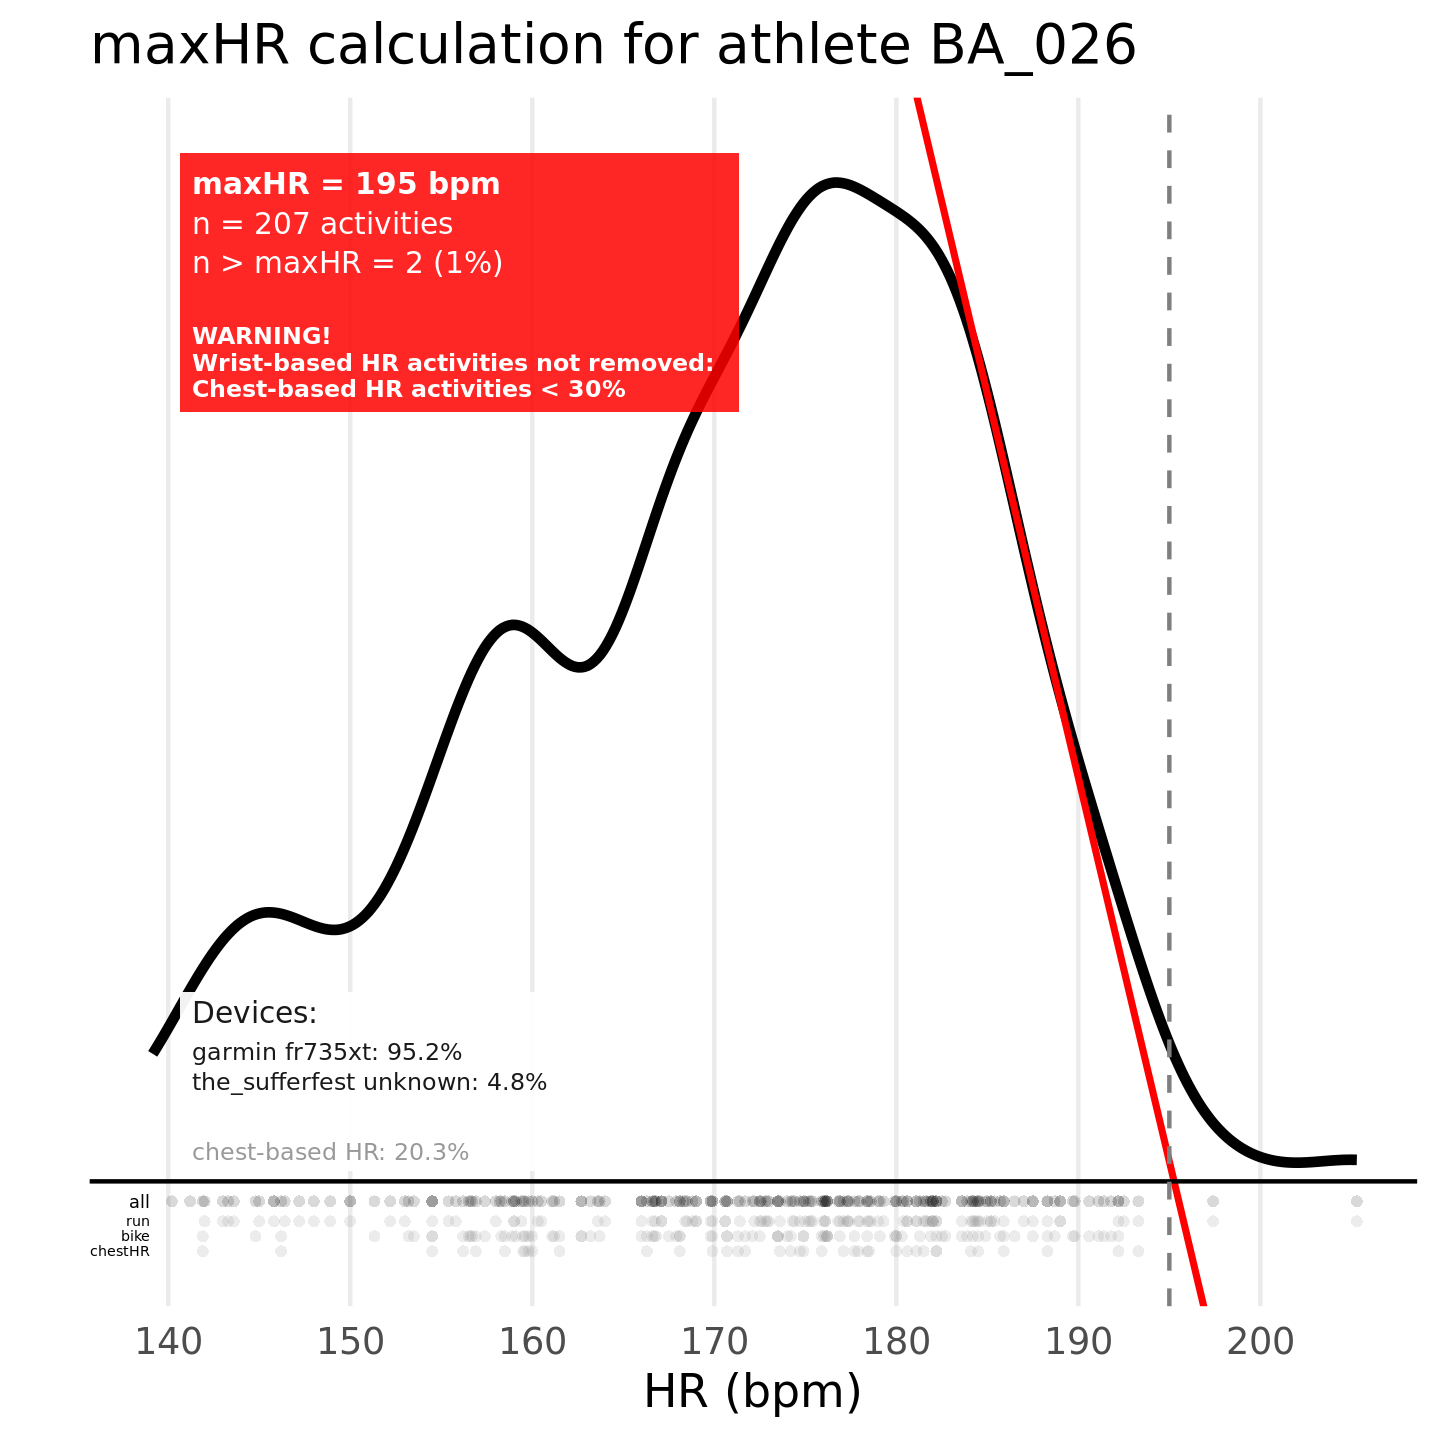 maxHR calculation for athlete BA_026
maxHR = 195 bpm
n = 207 activities
n > maxHR = 2 (1%)
WARNING!
Wrist-based HR activities not removed:
Chest-based HR activities < 30%
Devices:
garmin fr735xt: 95.2%
the_sufferfest unknown: 4.8%
chest-based HR: 20.3%
all
run
bike
chestHR
140 150 160 170 180 190 200
HR (bpm)